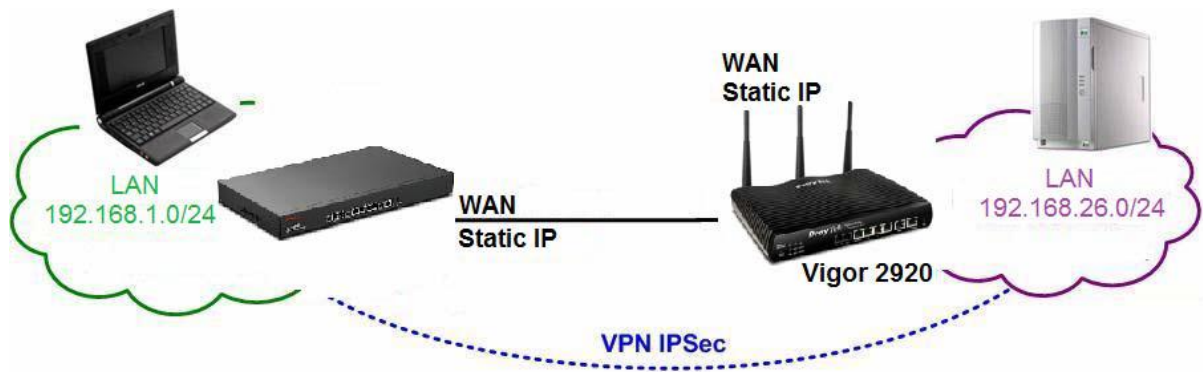 WAN
Static IP
LAN
192.168.1.0/24
WAN
Static IP
LAN
192.168.26.0/24
DrayTek
Vigor 2920
VPN IPSec